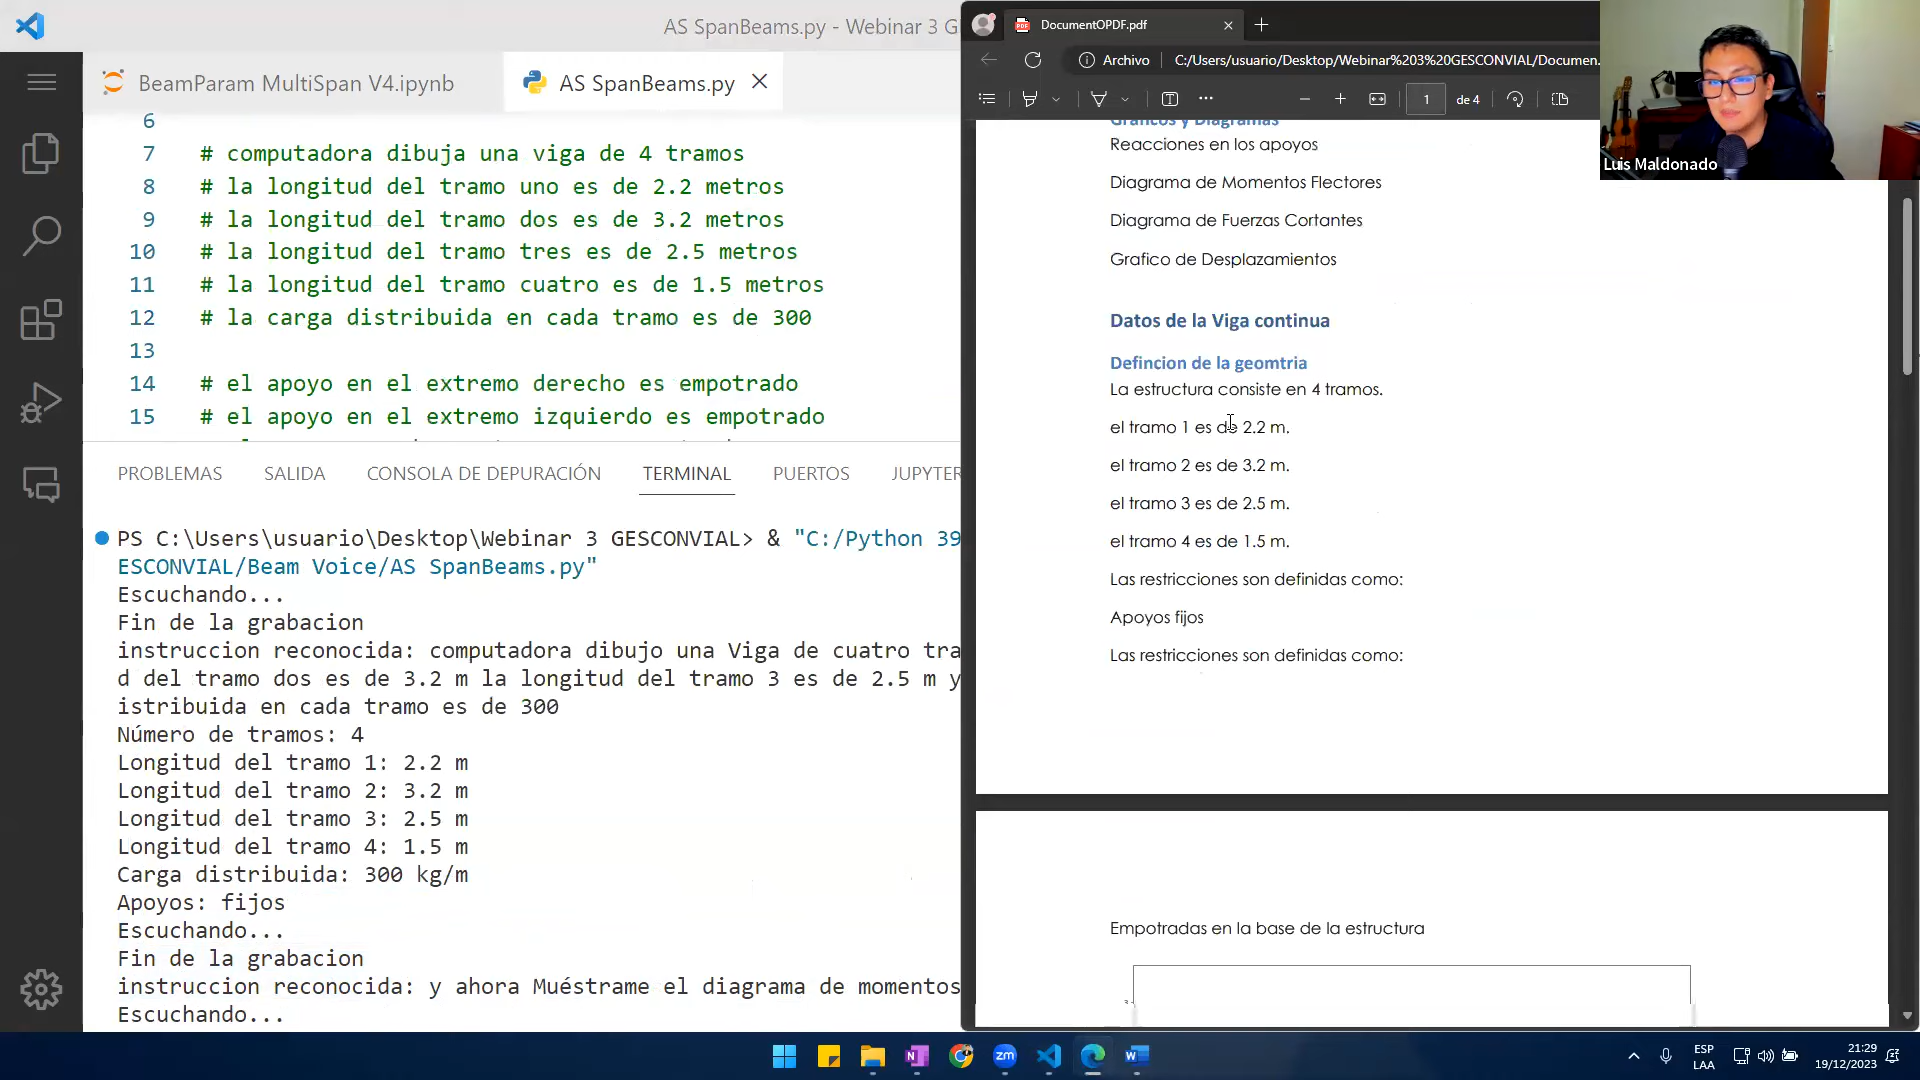 AS SpanBeams.py - Webinar 3 G
BeamParam MultiSpan V4.ipynb
AS SpanBeams.py
6
7 # computadora dibuja una viga de 4 tramos
8 # la longitud del tramo uno es de 2.2 metros
9 # la longitud del tramo dos es de 3.2 metros
10 # la longitud del tramo tres es de 2.5 metros
11 # la longitud del tramo cuatro es de 1.5 metros
12 # la carga distribuida en cada tramo es de 300
13
14 # el apoyo en el extremo derecho es empotrado
15 # el apoyo en el extremo izquierdo es empotrado
PROBLEMAS SALIDA CONSOLA DE DEPURACIÓN TERMINAL PUERTOS JUPYTER
PS C:\Users\usuario\Desktop\Webinar 3 GESCONVIAL> & "C:/Python 39
ESCONVIAL/Beam Voice/AS SpanBeams.py"
Escuchando...
Fin de la grabacion
instruccion reconocida: computadora dibujo una Viga de cuatro tra
d del tramo dos es de 3.2 m la longitud del tramo 3 es de 2.5 m y
istribuida en cada tramo es de 300
Número de tramos: 4
Longitud del tramo 1: 2.2 m
Longitud del tramo 2: 3.2 m
Longitud del tramo 3: 2.5 m
Longitud del tramo 4: 1.5 m
Carga distribuida: 300 kg/m
Apoyos: fijos
Escuchando...
Fin de la grabacion
instruccion reconocida: y ahora Muéstrame el diagrama de momentos
Escuchando...
DocumentOPDF.pdf
Archivo C:/Users/usuario/Desktop/Webinar%203%20GESCONVIAL/Documen.
1 de 4
Graficos y Diagramas
Reacciones en los apoyos
Diagrama de Momentos Flectores
Diagrama de Fuerzas Cortantes
Grafico de Desplazamientos
Datos de la Viga continua
Defincion de la geomtria
La estructura consiste en 4 tramos.
el tramo 1 es de 2.2 m.
el tramo 2 es de 3.2 m.
el tramo 3 es de 2.5 m.
el tramo 4 es de 1.5 m.
Las restricciones son definidas como:
Apoyos fijos
Las restricciones son definidas como:
Empotradas en la base de la estructura
3
Luis Maldonado
zm
ESP
LAA
21:29
19/12/2023